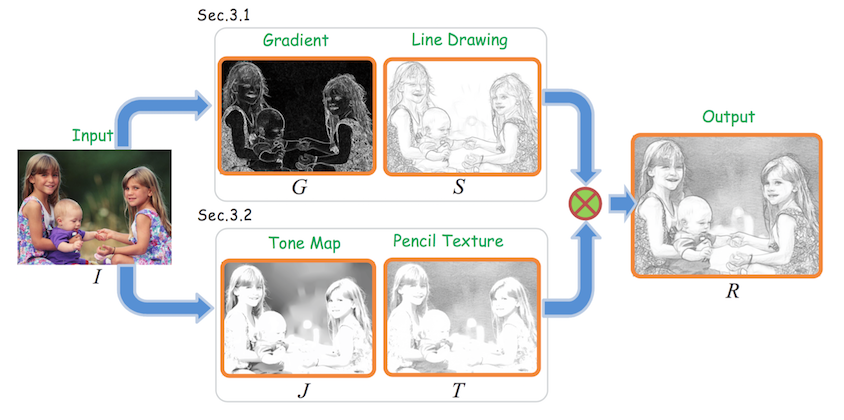 Sec.3.1
Gradient
Line Drawing
G
S
Input
I
Sec.3.2
Tone Map
Pencil Texture
J
T
Output
R